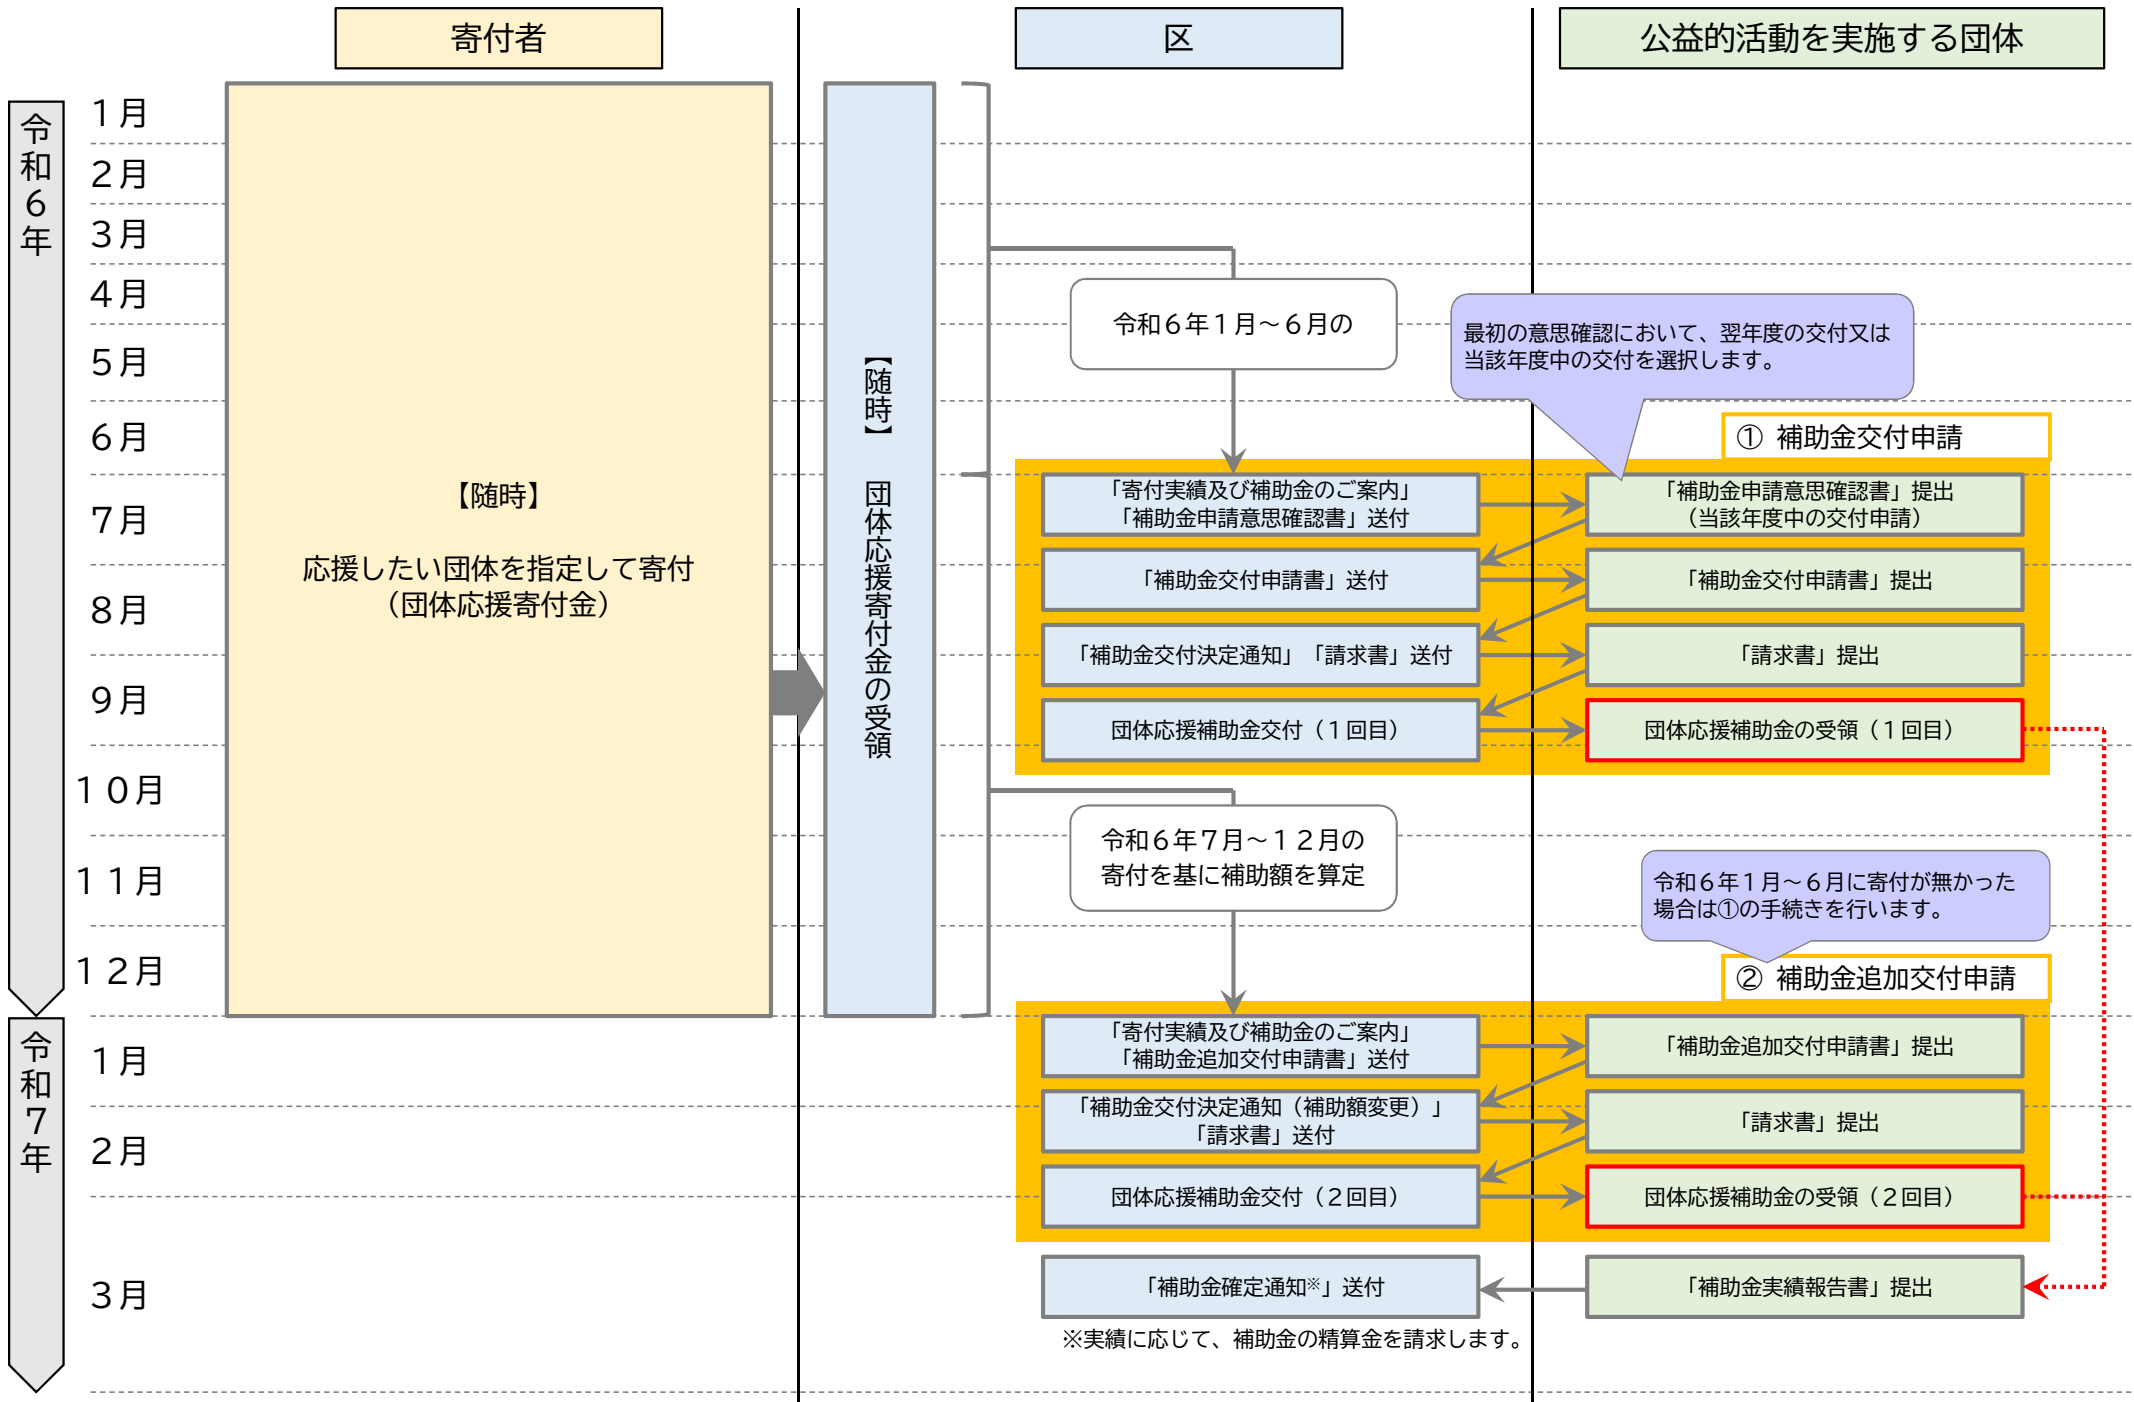 寄付者
区
公益的活動を実施する団体
令和６年
１月
２月
３月
４月
５月
６月
７月
８月
９月
１０月
１１月
１２月
令和７年
１月
２月
３月
【随時】
応援したい団体を指定して寄付
（団体応援寄付金）
【随時】　団体応援寄付金の受領
令和６年１月～６月の
最初の意思確認において、翌年度の交付又は
当該年度中の交付を選択します。
① 補助金交付申請
「寄付実績及び補助金のご案内」
「補助金申請意思確認書」送付
「補助金申請意思確認書」提出
（当該年度中の交付申請）
「補助金交付申請書」送付
「補助金交付申請書」提出
「補助金交付決定通知」「請求書」送付
「請求書」提出
団体応援補助金交付（１回目）
団体応援補助金の受領（１回目）
令和６年７月～１２月の
寄付を基に補助額を算定
令和６年１月～６月に寄付が無かった
場合は①の手続きを行います。
② 補助金追加交付申請
「寄付実績及び補助金のご案内」
「補助金追加交付申請書」送付
「補助金追加交付申請書」提出
「補助金交付決定通知（補助額変更）」
「請求書」送付
「請求書」提出
団体応援補助金交付（２回目）
団体応援補助金の受領（２回目）
「補助金確定通知※」送付
「補助金実績報告書」提出
※実績に応じて、補助金の精算金を請求します。